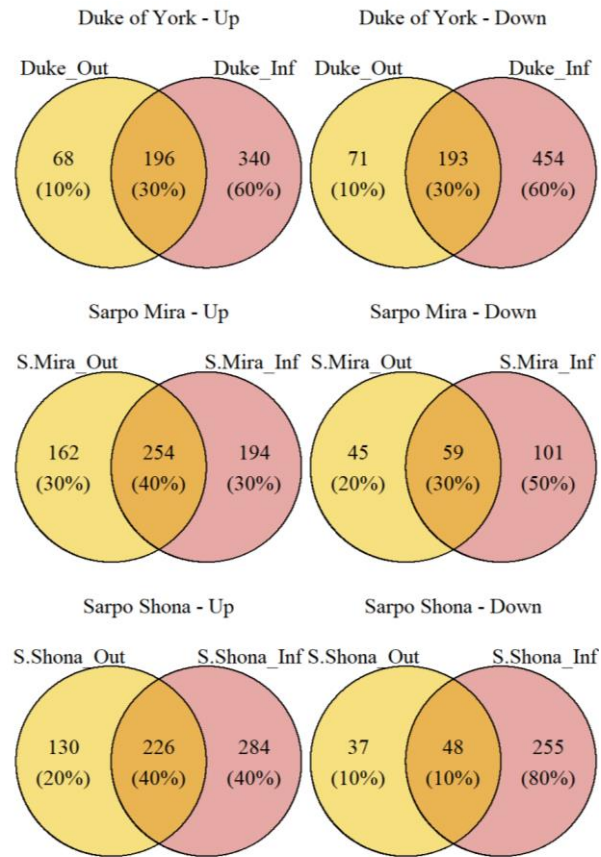 Duke of York - Up
Duke of York - Down
Duke_Out
Duke_Inf
Duke_Out
Duke_Inf
68
196
340
71
193
454
(10%)
(30%)
(60%)
(10%)
(30%)
(60%)
Sarpo Mira - Up
Sarpo Mira - Down
S.Mira_Out
S.Mira_Inf
S.Mira_Out
S.Mira_Inf
162
254
194
45
59
101
(30%)
(40%)
(30%)
(20%)
(30%)
(50%)
Sarpo Shona - Up
Sarpo Shona - Down
S.Shona_Out
S.Shona_Inf
S.Shona_Out
S.Shona_Inf
130
226
284
37
48
255
(20%)
(40%)
(40%)
(10%)
(10%)
(80%)